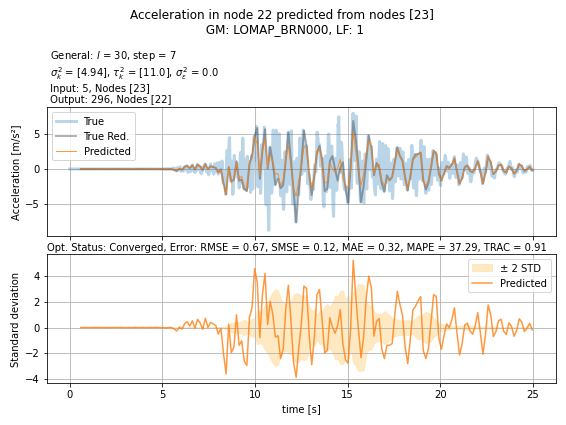 Acceleration in node 22 predicted from nodes [23]
GM: LOMAP_BRN000, LF: 1
General: l = 30, step = 7
σ²ₖ = [4.94], τ²ₖ = [11.0], σ²ε = 0.0
Input: 5, Nodes [23]
Output: 296, Nodes [22]
Acceleration [m/s²]
5
0
−5
True
True Red.
Predicted
Opt. Status: Converged, Error: RMSE = 0.67, SMSE = 0.12, MAE = 0.32, MAPE = 37.29, TRAC = 0.91
Standard deviation
4
2
0
−2
−4
± 2 STD
Predicted
0 5 10 15 20 25
time [s]